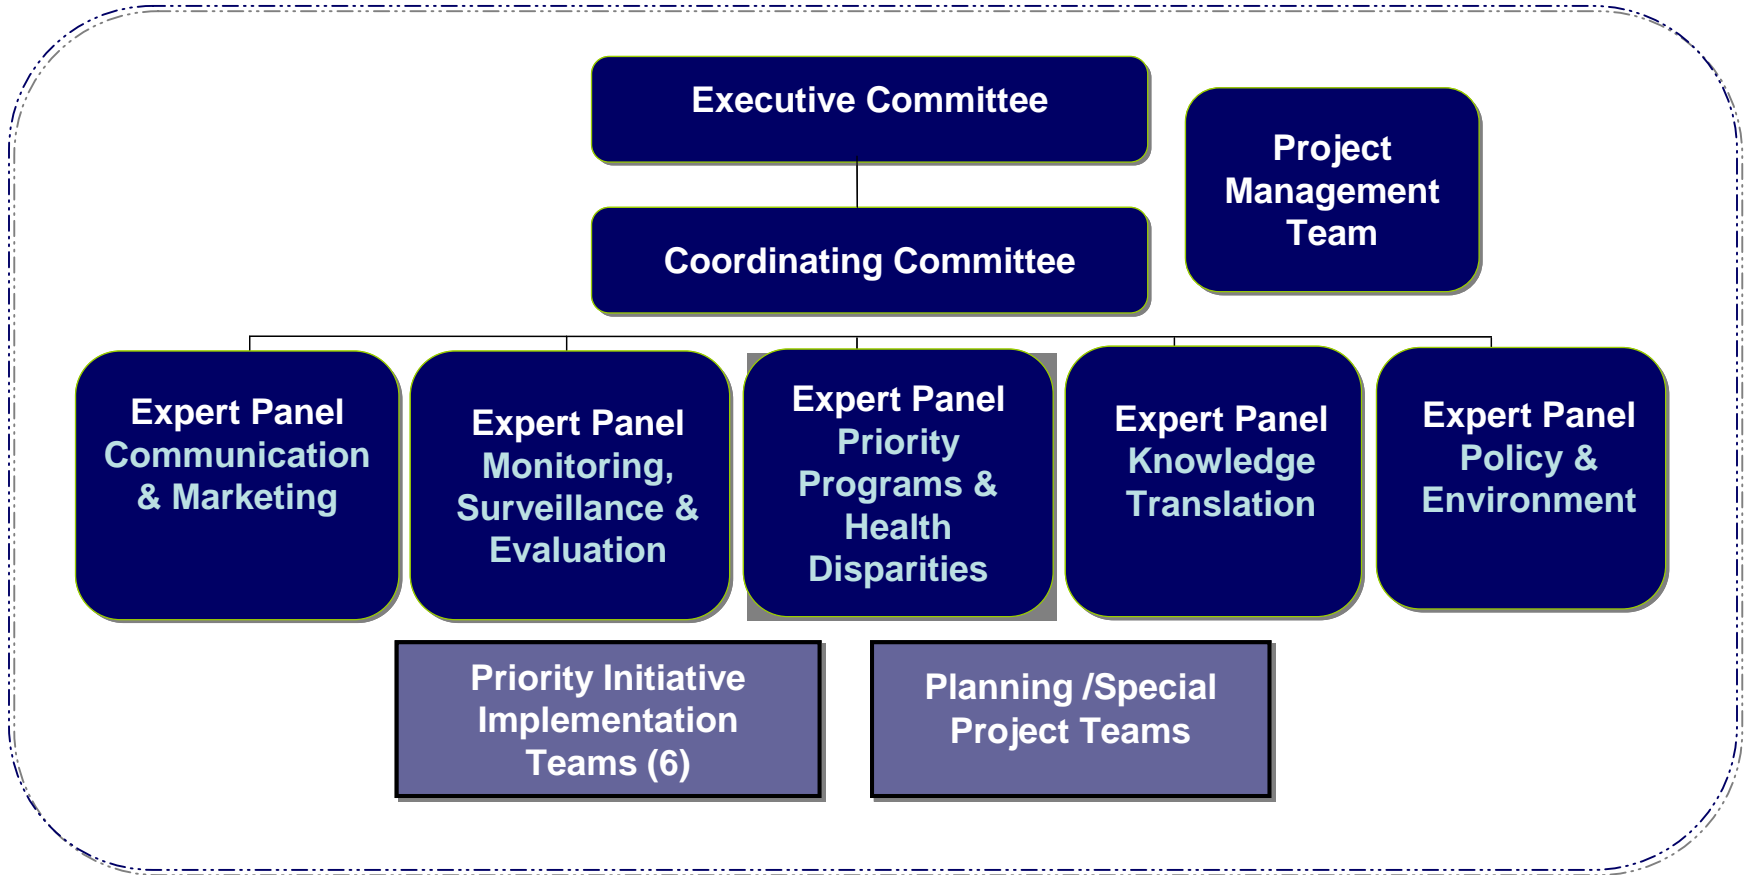 Executive Committee
Project
Management
Team
Coordinating Committee
Expert Panel
Communication
& Marketing
Expert Panel
Monitoring,
Surveillance &
Evaluation
Expert Panel
Priority
Programs &
Health
Disparities
Expert Panel
Knowledge
Translation
Expert Panel
Policy &
Environment
Priority Initiative
Implementation
Teams (6)
Planning /Special
Project Teams